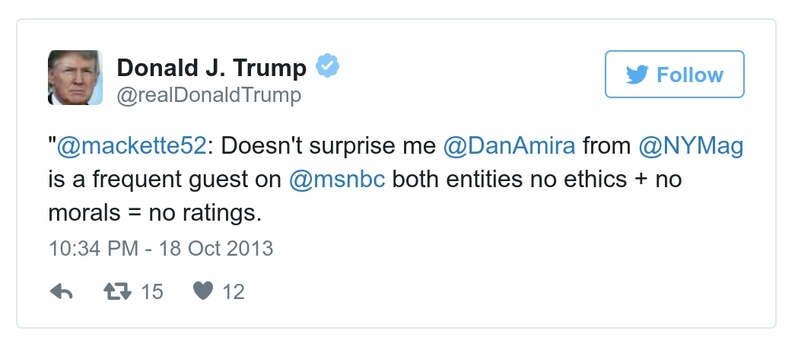 Donald J. Trump
@realDonaldTrump
Follow
"@mackette52: Doesn't surprise me @DanAmira from @NYMag
is a frequent guest on @msnbc both entities no ethics + no
morals = no ratings.
10:34 PM - 18 Oct 2013
15 12